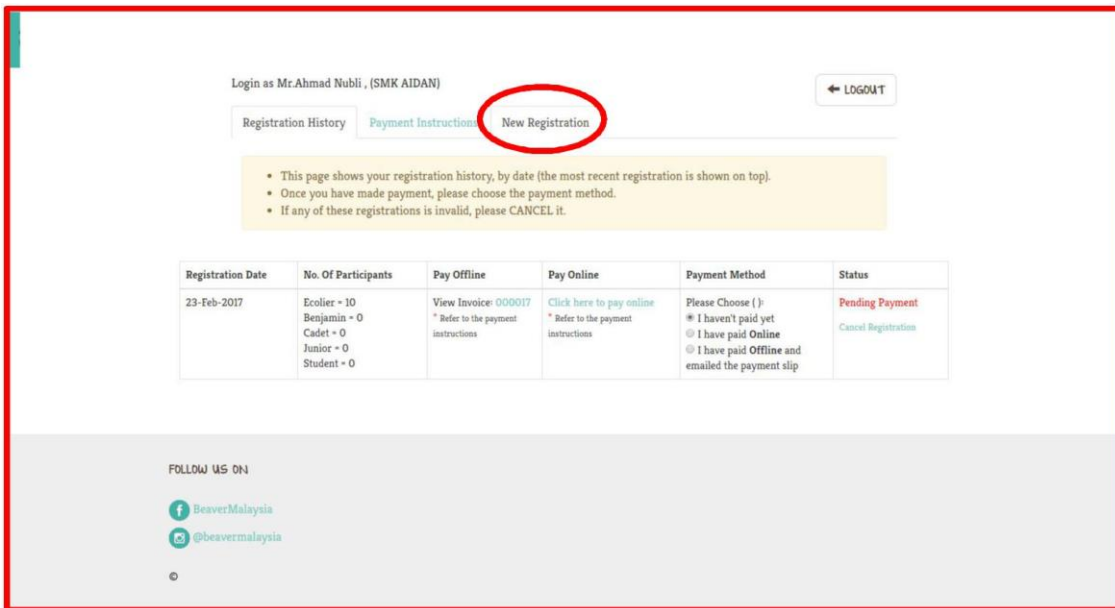 Login as Mr.Ahmad Nubli , (SMK AIDAN)
LOGOUT
Registration History Payment Instructions New Registration
• This page shows your registration history, by date (the most recent registration is shown on top).
• Once you have made payment, please choose the payment method.
• If any of these registrations is invalid, please CANCEL it.
Registration Date No. Of Participants Pay Offline Pay Online Payment Method Status
23-Feb-2017 Ecolier = 10 View Invoice: 000017 Click here to pay online Please Choose ( ): Pending Payment
Benjamin = 0 * Refer to the payment * Refer to the payment I haven't paid yet
Cadet = 0 instructions instructions I have paid Online Cancel Registration
Junior = 0 I have paid Offline and
Student = 0 emailed the payment slip
FOLLOW US ON
BeaverMalaysia
@beavermalaysia
©